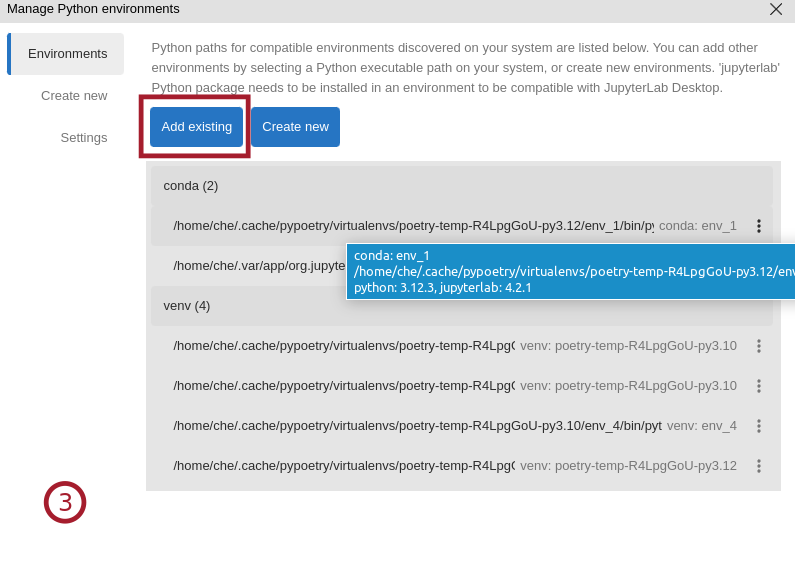 Manage Python environments
Environments
Create new
Settings
Python paths for compatible environments discovered on your system are listed below. You can add other
environments by selecting a Python executable path on your system, or create new environments. 'jupyterlab'
Python package needs to be installed in an environment to be compatible with JupyterLab Desktop.
Add existing
Create new
conda (2)
/home/che/.cache/pypoetry/virtualenvs/poetry-temp-R4LpgGoU-py3.12/env_1/bin/py conda: env_1
/home/che/.var/app/org.jupyte
conda: env_1
/home/che/.cache/pypoetry/virtualenvs/poetry-temp-R4LpgGoU-py3.12/env
python: 3.12.3, jupyterlab: 4.2.1
venv (4)
/home/che/.cache/pypoetry/virtualenvs/poetry-temp-R4LpgG venv: poetry-temp-R4LpgGoU-py3.10
/home/che/.cache/pypoetry/virtualenvs/poetry-temp-R4LpgG venv: poetry-temp-R4LpgGoU-py3.10
/home/che/.cache/pypoetry/virtualenvs/poetry-temp-R4LpgGoU-py3.10/env_4/bin/pyt venv: env_4
/home/che/.cache/pypoetry/virtualenvs/poetry-temp-R4LpgG venv: poetry-temp-R4LpgGoU-py3.12
3